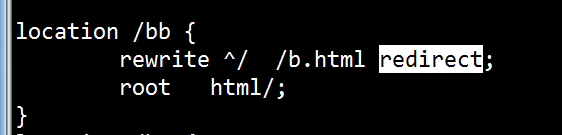 location /bb {
rewrite ^/ /b.html redirect;
root html/;
}